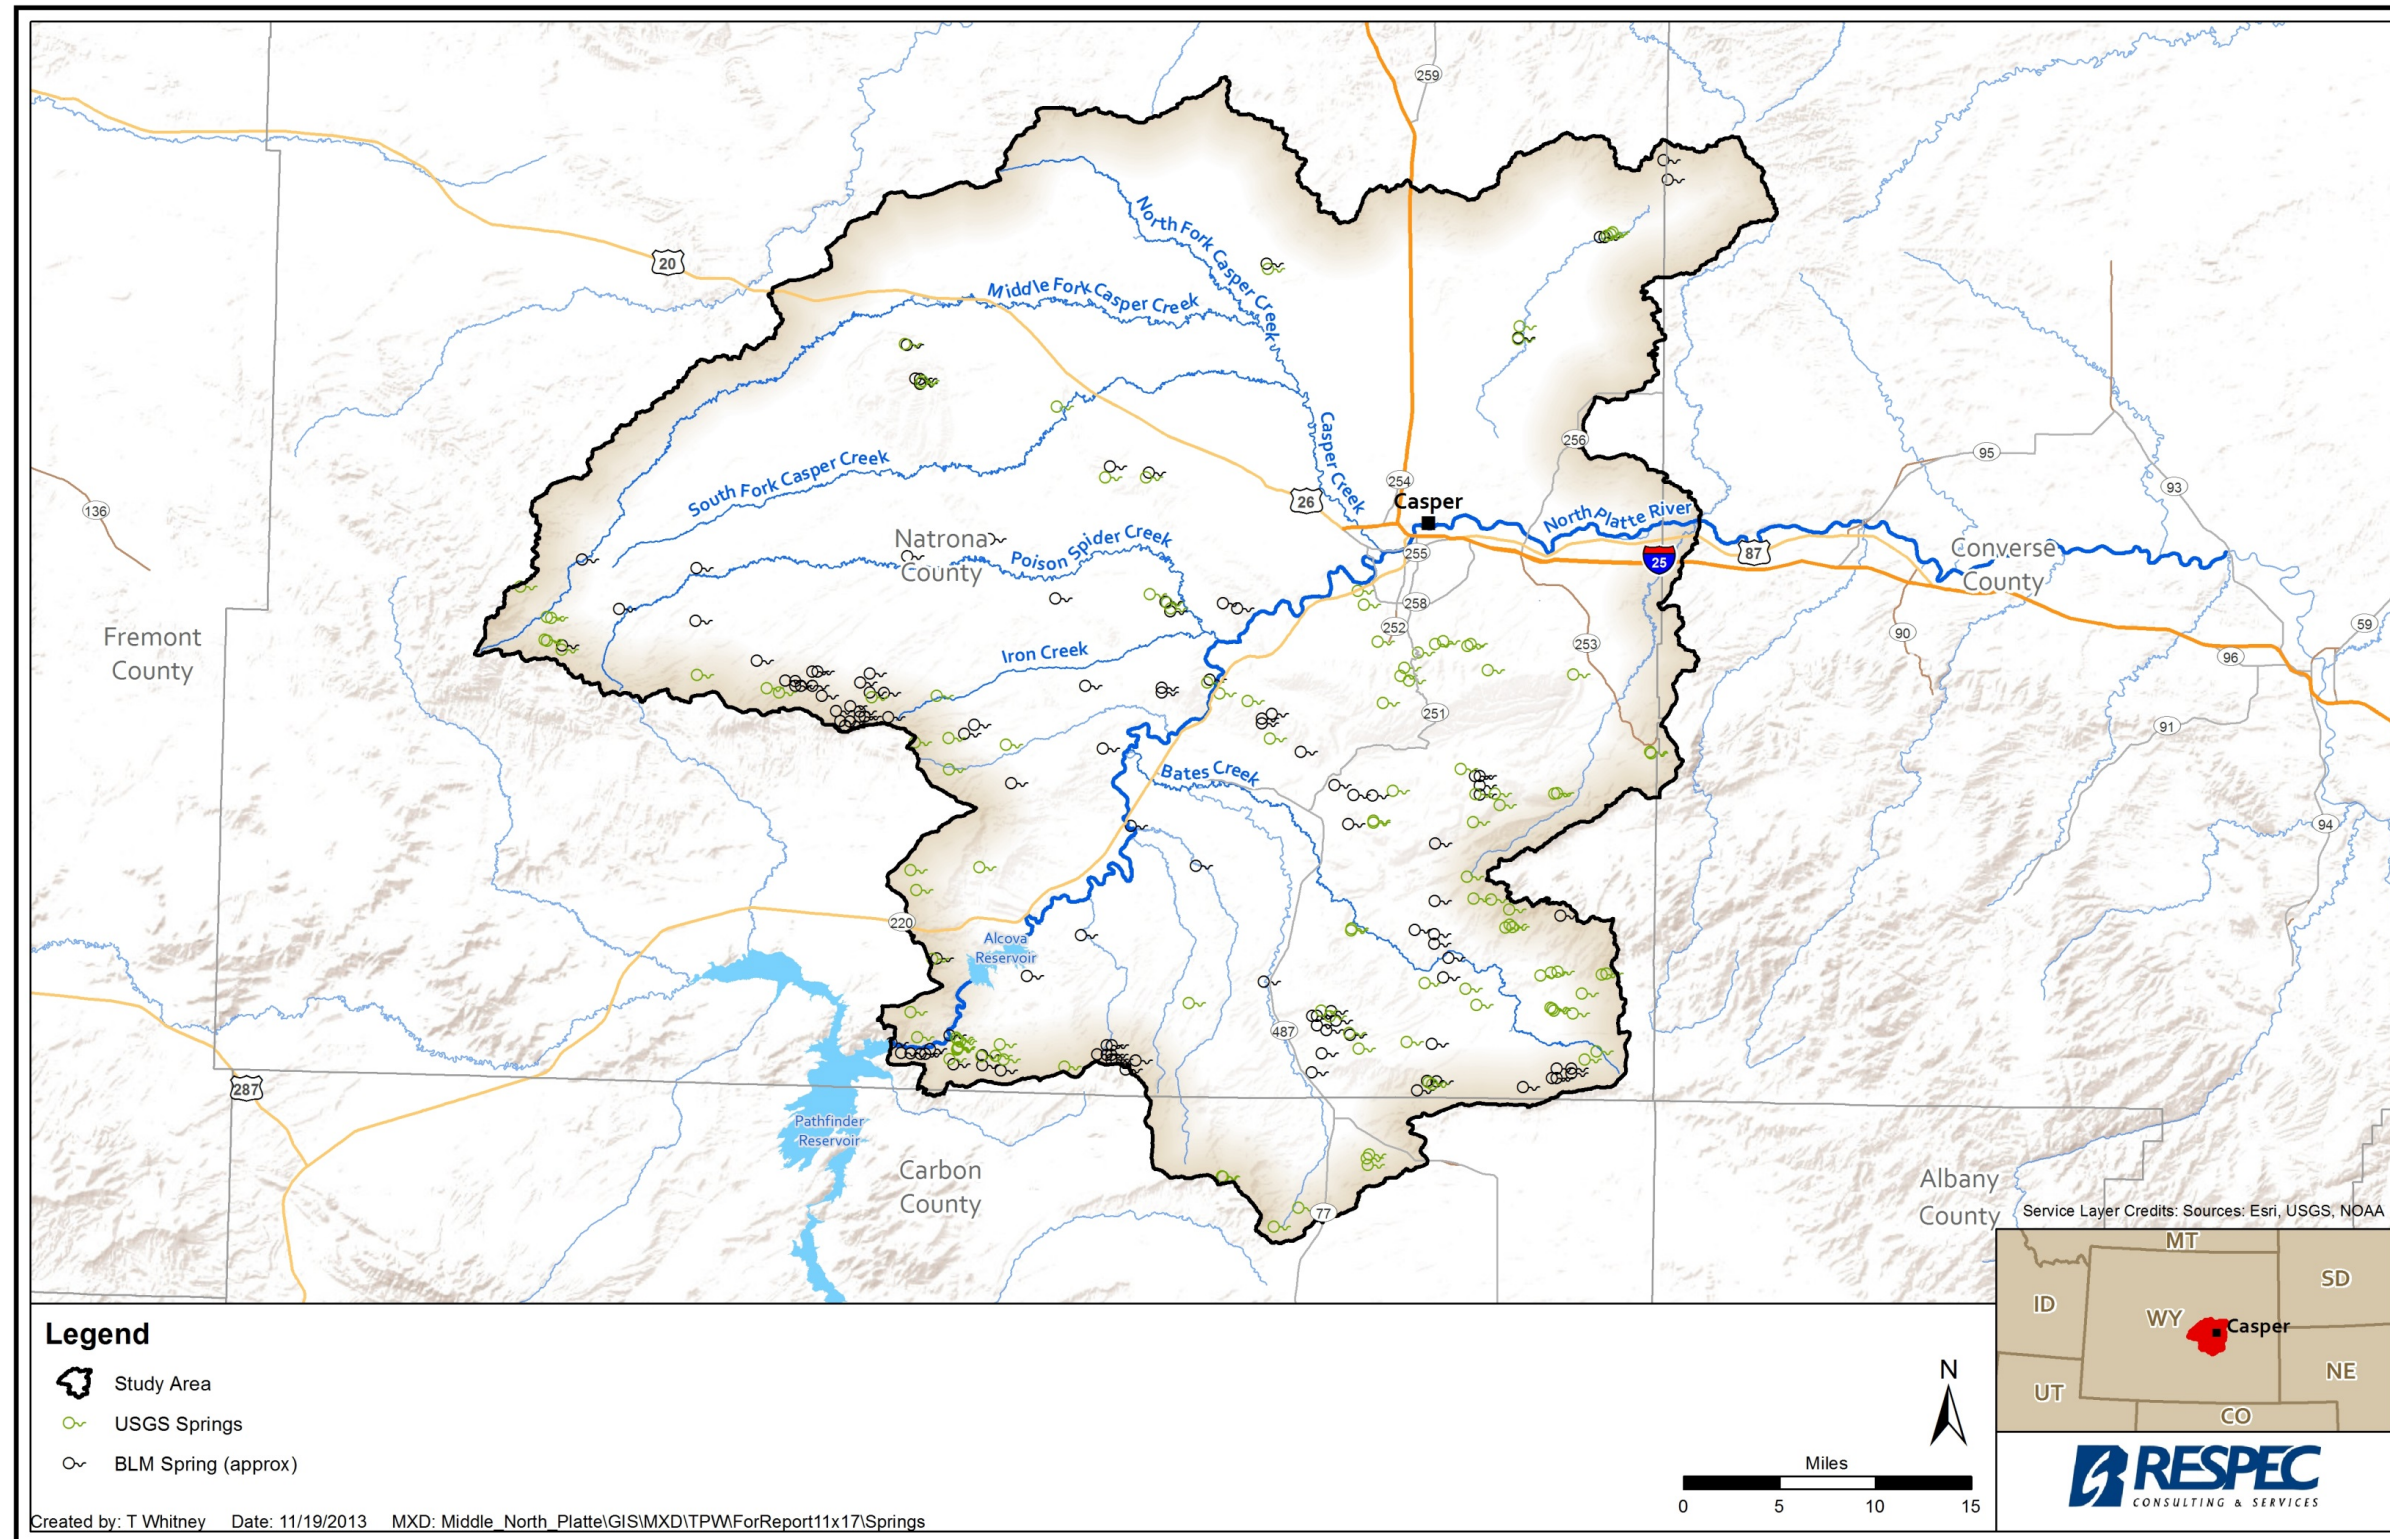 259
20
North Fork Casper Creek
Middle Fork Casper Creek
256
95
93
136
South Fork Casper Creek
Casper Creek
254
26
Casper
North Platte River
Natrona
County
Poison Spider Creek
255
25
87
Converse
County
258
252
253
90
59
96
Fremont
County
Iron Creek
251
91
Bates Creek
94
220
Alcova
Reservoir
487
287
Pathfinder
Reservoir
Carbon
County
77
Albany
County
Service Layer Credits: Sources: Esri, USGS, NOAA
MT
SD
ID
WY
Casper
NE
UT
CO
Legend
Study Area
USGS Springs
BLM Spring (approx)
N
Miles
0 5 10 15
RESPEC
CONSULTING & SERVICES
Created by: T Whitney Date: 11/19/2013 MXD: Middle_North_Platte\GIS\MXD\TPW\ForReport11x17\Springs